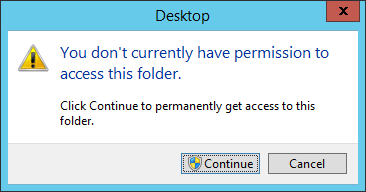 Desktop
You don't currently have permission to
access this folder.
Click Continue to permanently get access to this
folder.
Continue Cancel